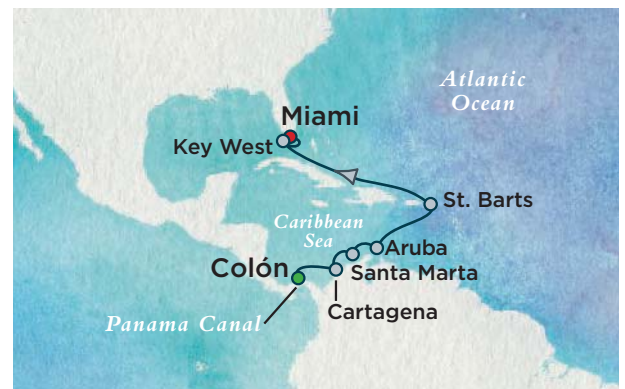 Atlantic
Ocean
Miami
Key West
St. Barts
Caribbean
Sea
Aruba
Colón
Santa Marta
Cartagena
Panama Canal